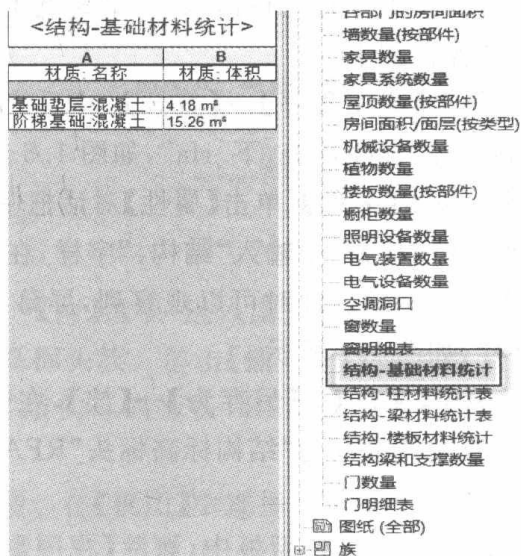 <结构-基础材料统计>
A B
材质: 名称 材质: 体积
基础垫层-混凝土 4.18 m³
阶梯基础-混凝土 15.26 m³
各部门的房间面积
墙数量(按部件)
家具数量
家具系统数量
屋顶数量(按部件)
房间面积/面层(按类型)
机械设备数量
植物数量
楼板数量(按部件)
橱柜数量
照明设备数量
电气装置数量
电气设备数量
空调洞口
窗数量
窗明细表
结构-基础材料统计
结构-柱材料统计表
结构-梁材料统计表
结构-楼板材料统计
结构梁和支撑数量
门数量
门明细表
图纸 (全部)
族